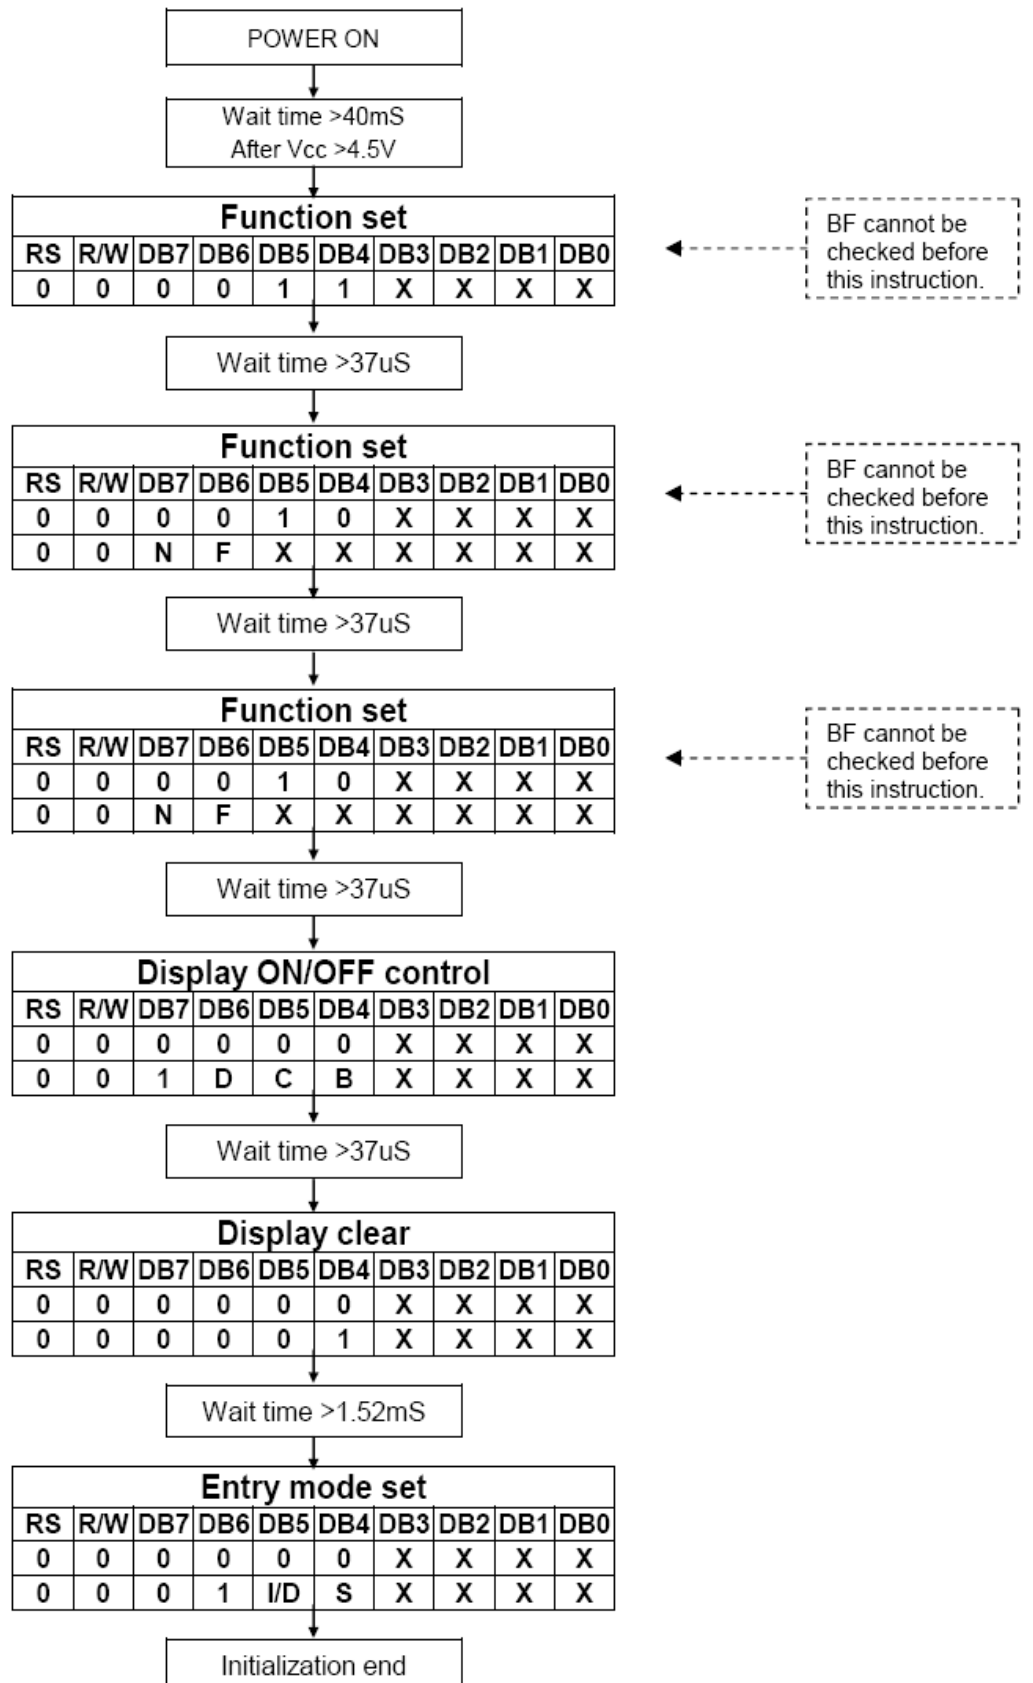 POWER ON
Wait time >40mS
After Vcc >4.5V
Function set
RS R/W DB7 DB6 DB5 DB4 DB3 DB2 DB1 DB0
0 0 0 0 1 1 X X X X
BF cannot be
checked before
this instruction.
Wait time >37uS
Function set
RS R/W DB7 DB6 DB5 DB4 DB3 DB2 DB1 DB0
0 0 0 0 1 0 X X X X
0 0 N F X X X X X X
BF cannot be
checked before
this instruction.
Wait time >37uS
Function set
RS R/W DB7 DB6 DB5 DB4 DB3 DB2 DB1 DB0
0 0 0 0 1 0 X X X X
0 0 N F X X X X X X
BF cannot be
checked before
this instruction.
Wait time >37uS
Display ON/OFF control
RS R/W DB7 DB6 DB5 DB4 DB3 DB2 DB1 DB0
0 0 0 0 0 0 X X X X
0 0 1 D C B X X X X
Wait time >37uS
Display clear
RS R/W DB7 DB6 DB5 DB4 DB3 DB2 DB1 DB0
0 0 0 0 0 0 X X X X
0 0 0 0 0 1 X X X X
Wait time >1.52mS
Entry mode set
RS R/W DB7 DB6 DB5 DB4 DB3 DB2 DB1 DB0
0 0 0 0 0 0 X X X X
0 0 0 1 I/D S X X X X
Initialization end